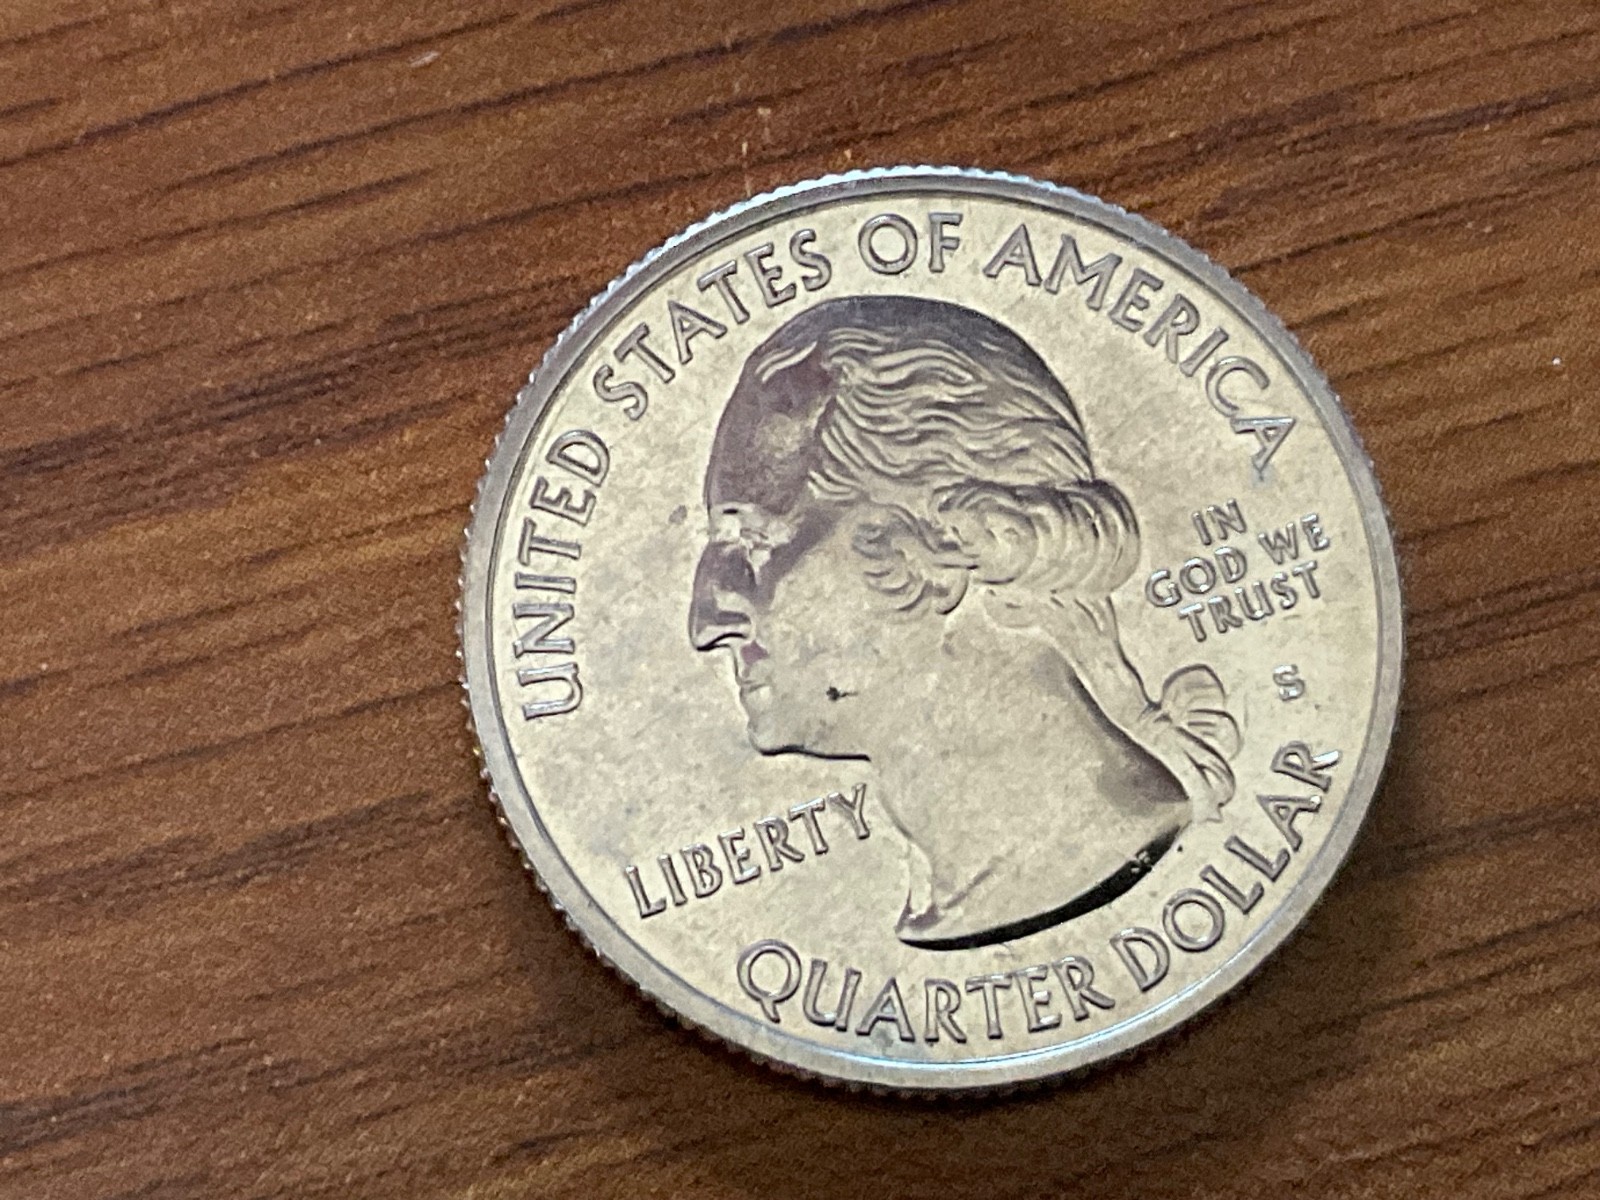 UNITED STATES OF AMERICA
IN
GOD WE
TRUST
S
LIBERTY
QUARTER DOLLAR